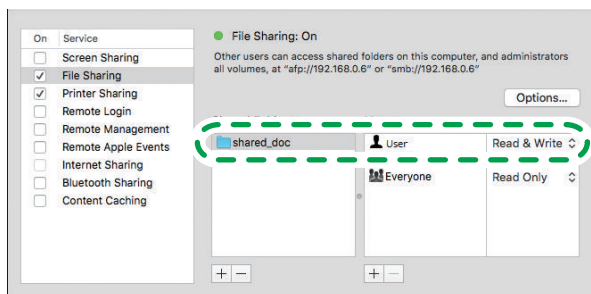 On Service
Screen Sharing
File Sharing
Printer Sharing
Remote Login
Remote Management
Remote Apple Events
Internet Sharing
Bluetooth Sharing
Content Caching
File Sharing: On
Other users can access shared folders on this computer, and administrators
all volumes, at “afp://192.168.0.6” or “smb://192.168.0.6”
Options...
shared_doc User Read & Write
Everyone Read Only